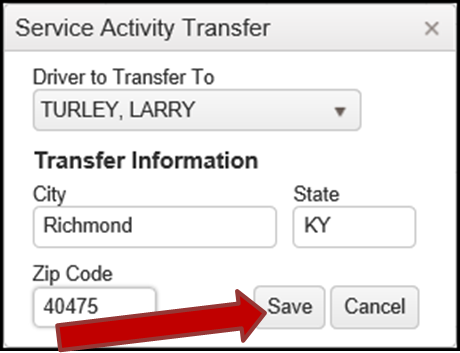 Service Activity Transfer ×
Driver to Transfer To
TURLEY, LARRY
Transfer Information
City State
Richmond KY
Zip Code
40475 Save Cancel